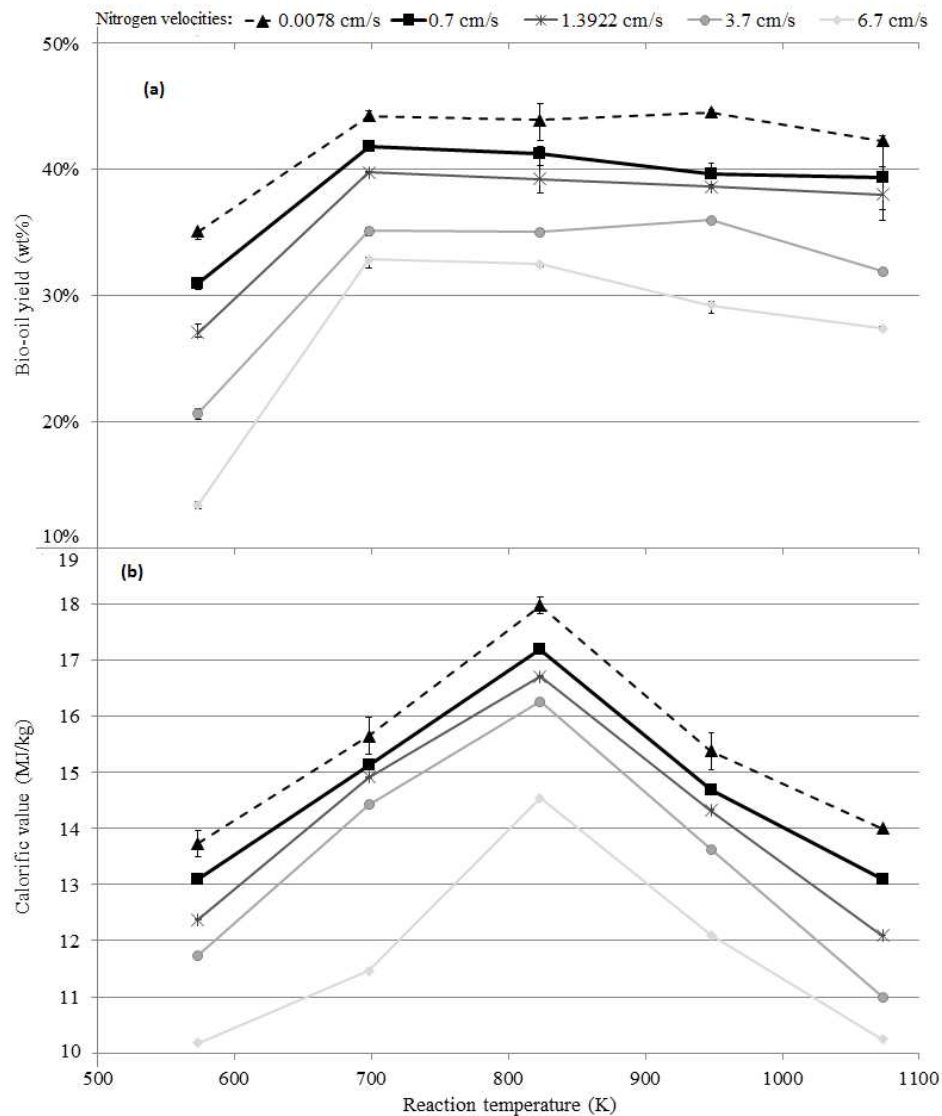 Nitrogen velocities: 0.0078 cm/s 0.7 cm/s 1.3922 cm/s 3.7 cm/s 6.7 cm/s
50%
(a)
40%
30%
20%
10%
Bio-oil yield (wt%)
19
(b)
18
17
16
15
14
13
12
11
10
Calorific value (MJ/kg)
500 600 700 800 900 1000 1100
Reaction temperature (K)